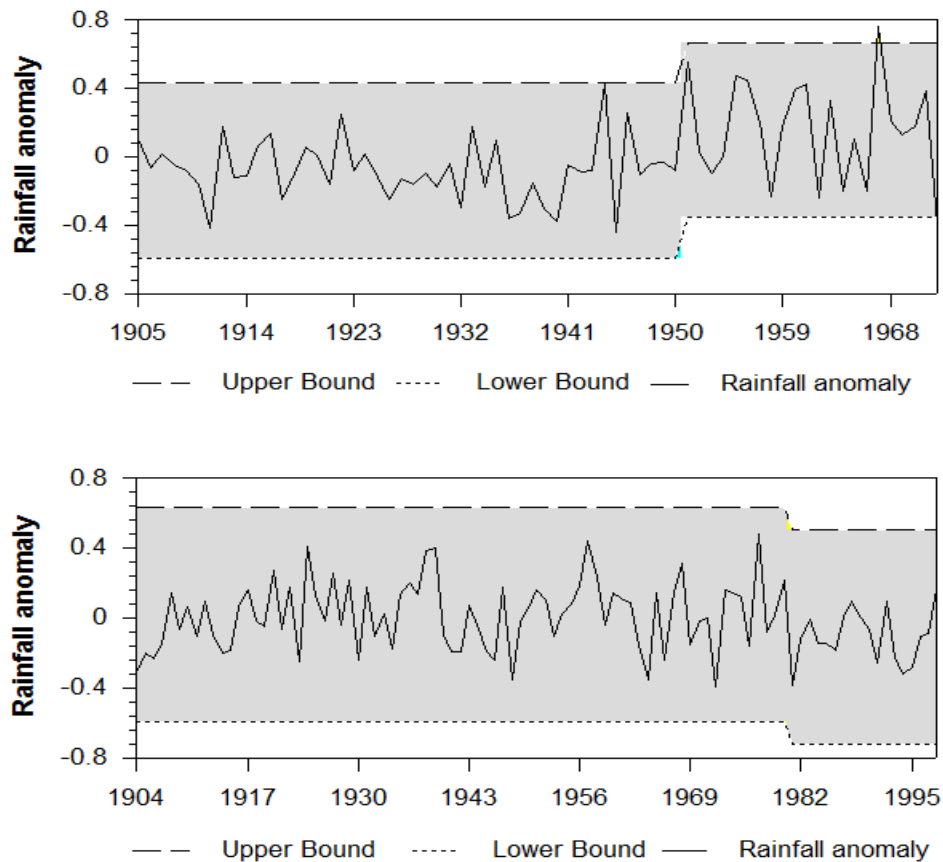 0.8
0.4
0
-0.4
-0.8
Rainfall anomaly
1905 1914 1923 1932 1941 1950 1959 1968
Upper Bound Lower Bound Rainfall anomaly
0.8
0.4
0
-0.4
-0.8
Rainfall anomaly
1904 1917 1930 1943 1956 1969 1982 1995
Upper Bound Lower Bound Rainfall anomaly